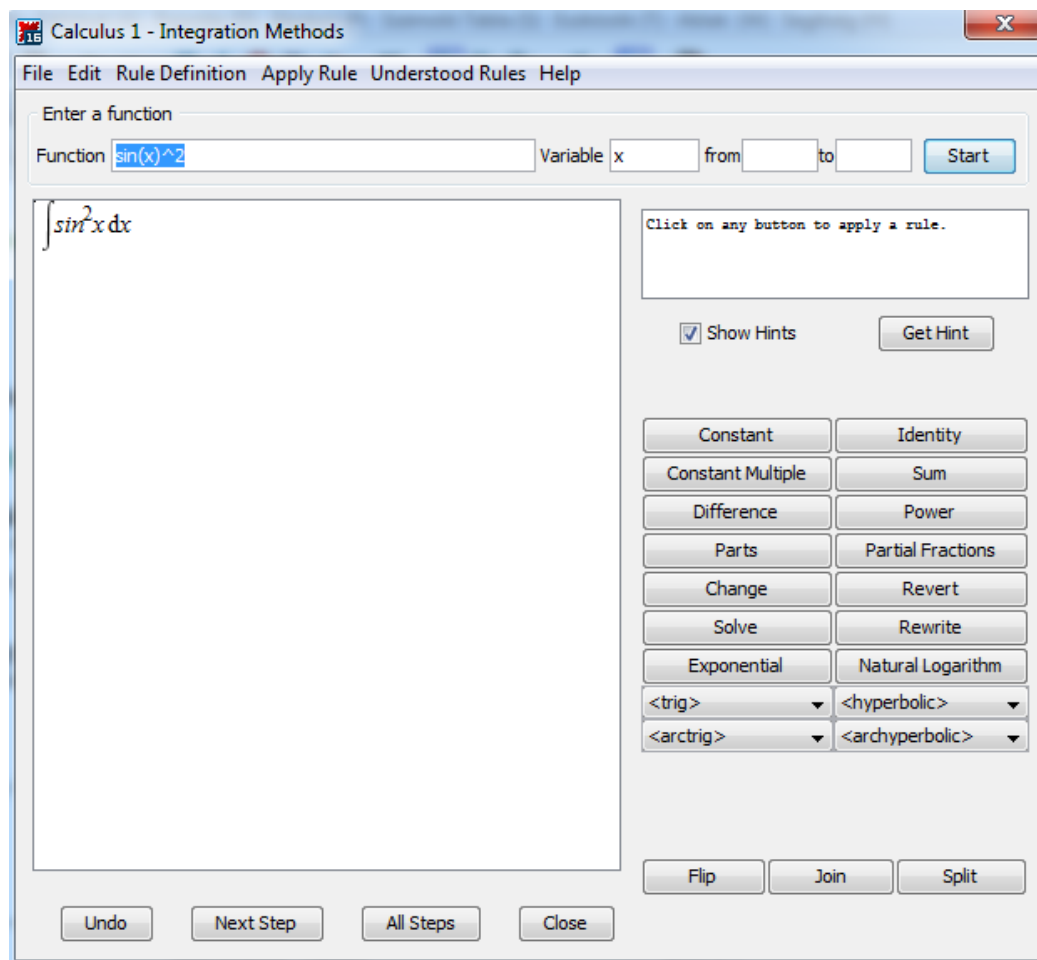 Calculus 1 - Integration Methods
X
File Edit Rule Definition Apply Rule Understood Rules Help
Enter a function
Function sin(x)^2 Variable x from to Start
∫sin²x dx
Click on any button to apply a rule.
Show Hints Get Hint
Constant Identity
Constant Multiple Sum
Difference Power
Parts Partial Fractions
Change Revert
Solve Rewrite
Exponential Natural Logarithm
<trig> <hyperbolic>
<arctrig> <archyperbolic>
Flip Join Split
Undo Next Step All Steps Close